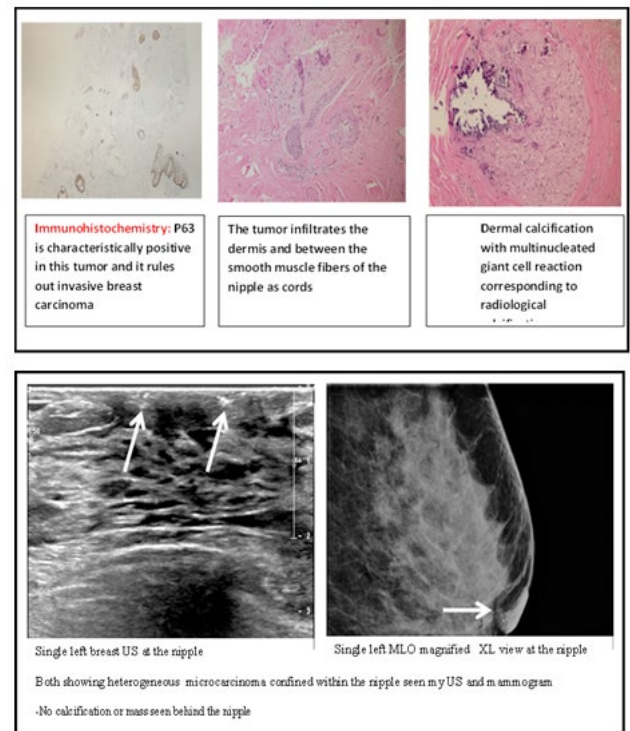 Immunohistochemistry: P63
is characteristically positive
in this tumor and it rules
out invasive breast
carcinoma
The tumor infiltrates the
dermis and between the
smooth muscle fibers of the
nipple as cords
Dermal calcification
with multinucleated
giant cell reaction
corresponding to
radiological
Single left breast US at the nipple
Single left MLO magnified XL view at the nipple
Both showing heterogeneous microcarcinoma confined within the nipple seen my US and mammogram
-No calcification or mass seen behind the nipple